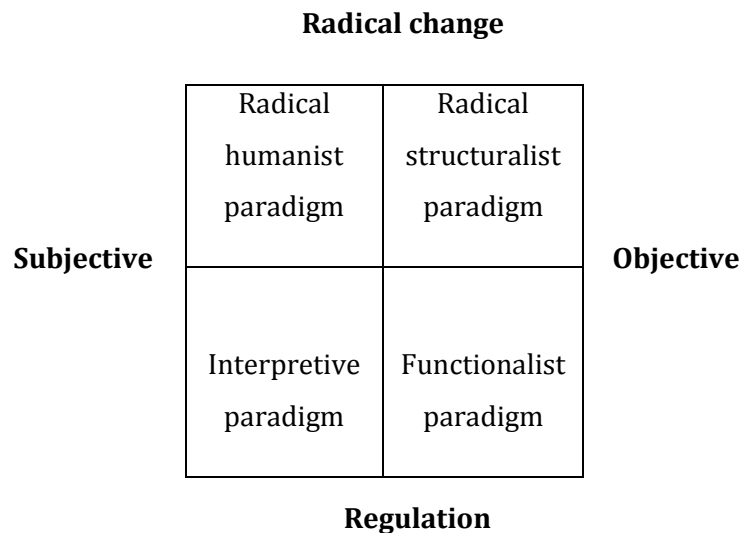 Radical change
Radical
humanist
paradigm
Radical
structuralist
paradigm
Subjective
Objective
Interpretive
paradigm
Functionalist
paradigm
Regulation